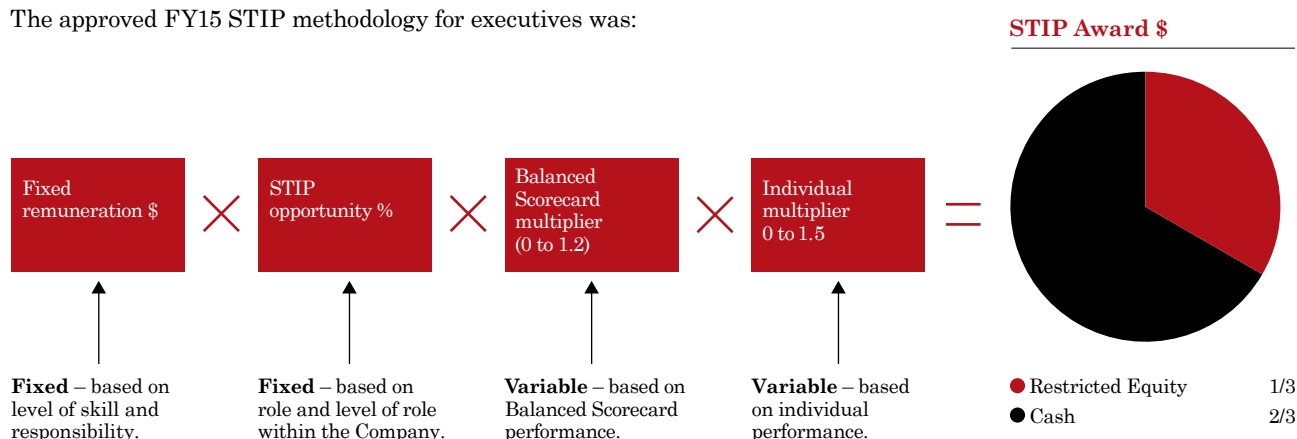 The approved FY15 STIP methodology for executives was:
STIP Award $
Fixed
remuneration $
STIP
opportunity %
Balanced
Scorecard
multiplier
(0 to 1.2)
Individual
multiplier
0 to 1.5
Fixed – based on
level of skill and
responsibility.
Fixed – based on
role and level of role
within the Company.
Variable – based on
Balanced Scorecard
performance.
Variable – based
on individual
performance.
Restricted Equity 1/3
Cash 2/3